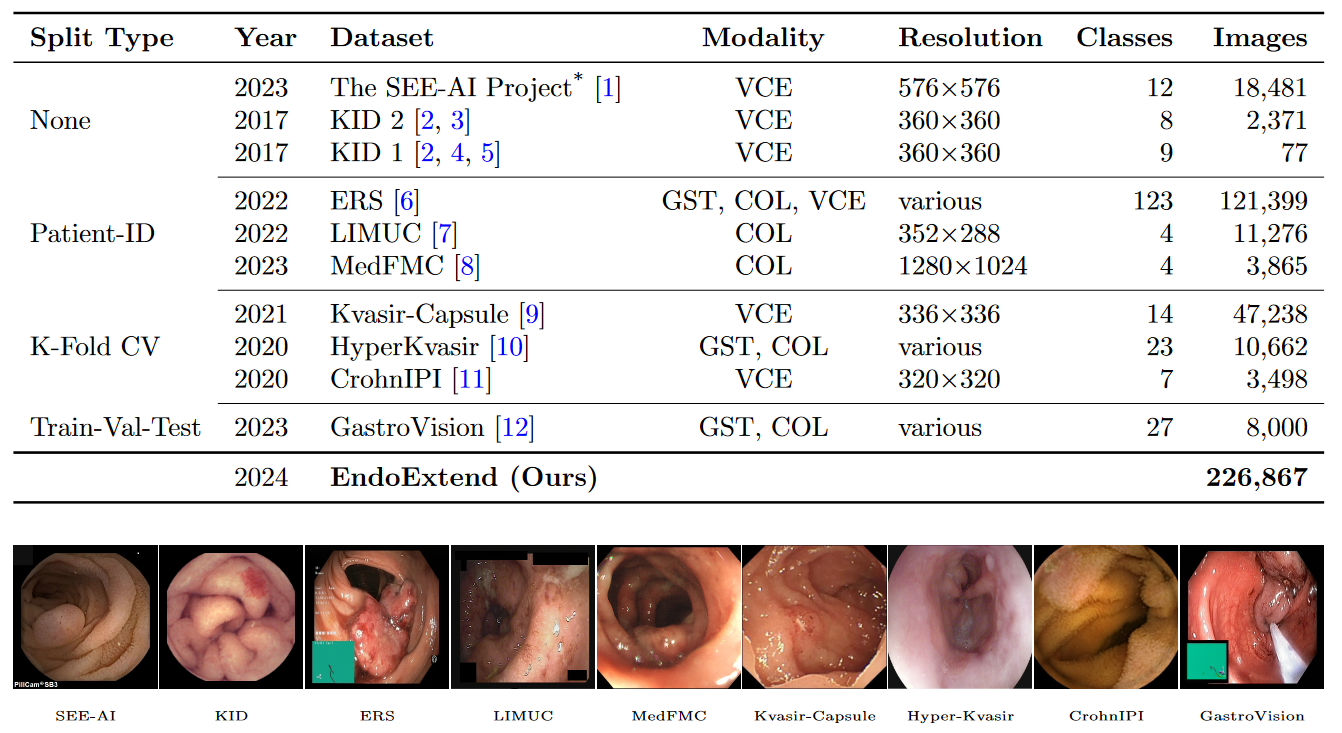 Split Type Year Dataset Modality Resolution Classes Images
2023 The SEE-AI Project* [1] VCE 576×576 12 18,481
None 2017 KID 2 [2, 3] VCE 360×360 8 2,371
2017 KID 1 [2, 4, 5] VCE 360×360 9 77
2022 ERS [6] GST, COL, VCE various 123 121,399
Patient-ID 2022 LIMUC [7] COL 352×288 4 11,276
2023 MedFMC [8] COL 1280×1024 4 3,865
2021 Kvasir-Capsule [9] VCE 336×336 14 47,238
K-Fold CV 2020 HyperKvasir [10] GST, COL various 23 10,662
2020 CrohnIPI [11] VCE 320×320 7 3,498
Train-Val-Test 2023 GastroVision [12] GST, COL various 27 8,000
2024 EndoExtend (Ours) 226,867
PillCam®SB3
SEE-AI KID ERS LIMUC MedFMC Kvasir-Capsule Hyper-Kvasir CrohnIPI GastroVision